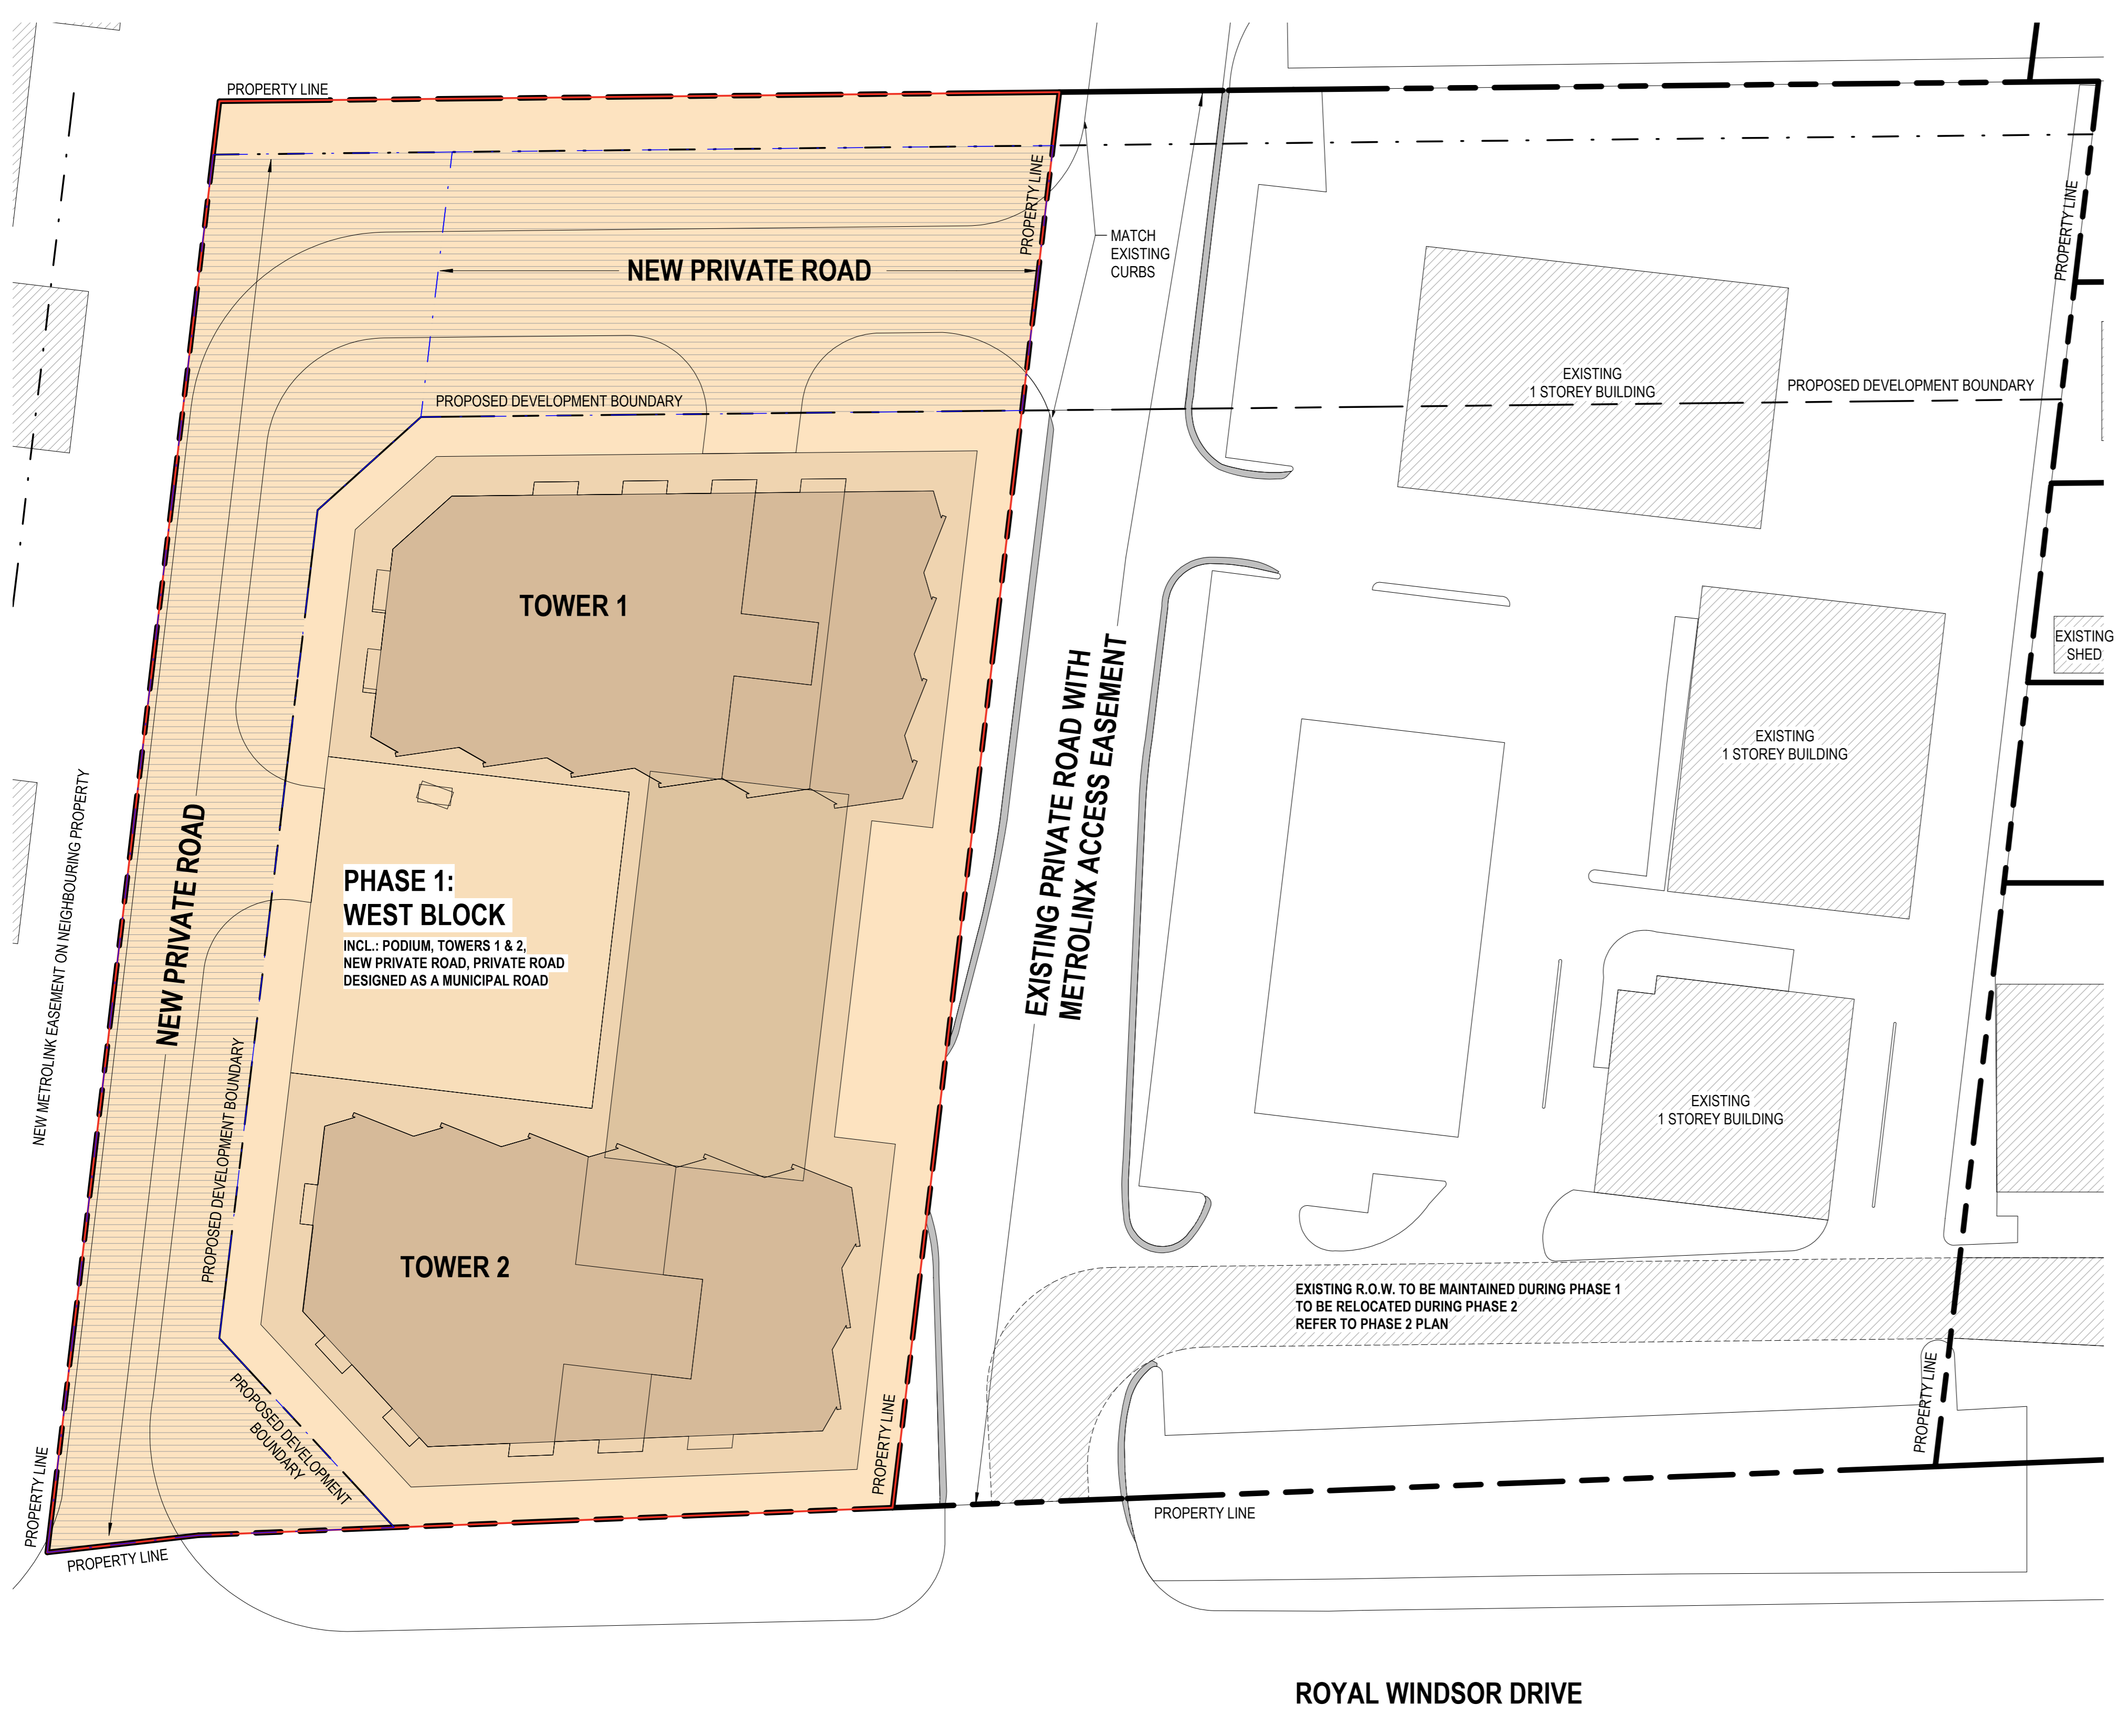 PROPERTY LINE
PROPERTY LINE
MATCH
EXISTING
CURBS
PROPERTY LINE
NEW PRIVATE ROAD
EXISTING
1 STOREY BUILDING
PROPOSED DEVELOPMENT BOUNDARY
PROPOSED DEVELOPMENT BOUNDARY
TOWER 1
EXISTING
SHED
EXISTING PRIVATE ROAD WITH
METROLINX ACCESS EASEMENT
EXISTING
1 STOREY BUILDING
NEW METROLINK EASEMENT ON NEIGHBOURING PROPERTY
NEW PRIVATE ROAD
PHASE 1:
WEST BLOCK
INCL.: PODIUM, TOWERS 1 & 2,
NEW PRIVATE ROAD, PRIVATE ROAD
DESIGNED AS A MUNICIPAL ROAD
PROPOSED DEVELOPMENT BOUNDARY
EXISTING
1 STOREY BUILDING
TOWER 2
EXISTING R.O.W. TO BE MAINTAINED DURING PHASE 1
TO BE RELOCATED DURING PHASE 2
REFER TO PHASE 2 PLAN
PROPOSED DEVELOPMENT
BOUNDARY
PROPERTY LINE
PROPERTY LINE
PROPERTY LINE
PROPERTY LINE
PROPERTY LINE
ROYAL WINDSOR DRIVE